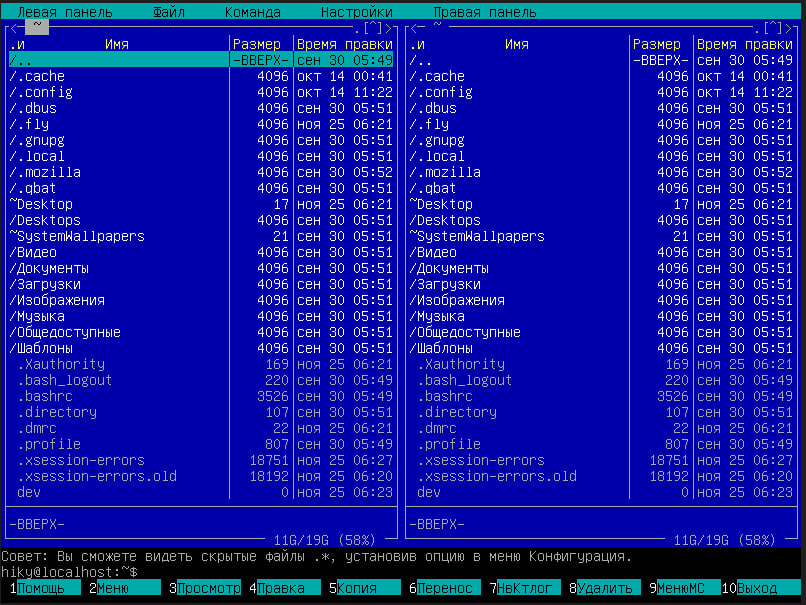 Левая панель Файл Команда Настройки Правая панель
<─ ~ .[^]> <─ ~ .[^]>
.и Имя Размер Время правки .и Имя Размер Время правки
/.. -ВВЕРХ- сен 30 05:49 /.. -ВВЕРХ- сен 30 05:49
/.cache 4096 окт 14 00:41 /.cache 4096 окт 14 00:41
/.config 4096 окт 14 11:22 /.config 4096 окт 14 11:22
/.dbus 4096 сен 30 05:51 /.dbus 4096 сен 30 05:51
/.fly 4096 ноя 25 06:21 /.fly 4096 ноя 25 06:21
/.gnupg 4096 сен 30 05:51 /.gnupg 4096 сен 30 05:51
/.local 4096 сен 30 05:51 /.local 4096 сен 30 05:51
/.mozilla 4096 сен 30 05:52 /.mozilla 4096 сен 30 05:52
/.qbat 4096 сен 30 05:51 /.qbat 4096 сен 30 05:51
~Desktop 17 ноя 25 06:21 ~Desktop 17 ноя 25 06:21
/Desktops 4096 сен 30 05:51 /Desktops 4096 сен 30 05:51
~SystemWallpapers 21 сен 30 05:51 ~SystemWallpapers 21 сен 30 05:51
/Видео 4096 сен 30 05:51 /Видео 4096 сен 30 05:51
/Документы 4096 сен 30 05:51 /Документы 4096 сен 30 05:51
/Загрузки 4096 сен 30 05:51 /Загрузки 4096 сен 30 05:51
/Изображения 4096 сен 30 05:51 /Изображения 4096 сен 30 05:51
/Музыка 4096 сен 30 05:51 /Музыка 4096 сен 30 05:51
/Общедоступные 4096 сен 30 05:51 /Общедоступные 4096 сен 30 05:51
/Шаблоны 4096 сен 30 05:51 /Шаблоны 4096 сен 30 05:51
.Xauthority 169 ноя 25 06:21 .Xauthority 169 ноя 25 06:21
.bash_logout 220 сен 30 05:49 .bash_logout 220 сен 30 05:49
.bashrc 3526 сен 30 05:49 .bashrc 3526 сен 30 05:49
.directory 107 сен 30 05:51 .directory 107 сен 30 05:51
.dmrc 22 ноя 25 06:21 .dmrc 22 ноя 25 06:21
.profile 807 сен 30 05:49 .profile 807 сен 30 05:49
.xsession-errors 18751 ноя 25 06:27 .xsession-errors 18751 ноя 25 06:27
.xsession-errors.old 18192 ноя 25 06:20 .xsession-errors.old 18192 ноя 25 06:20
dev 0 ноя 25 06:23 dev 0 ноя 25 06:23
-ВВЕРХ- -ВВЕРХ-
11G/19G (58%) 11G/19G (58%)
Совет: Вы сможете видеть скрытые файлы .*, установив опцию в меню Конфигурация.
hiky@localhost:~$
1Помощь 2Меню 3Просмотр 4Правка 5Копия 6Перенос 7НвКтлог 8Удалить 9МенюМС 10Выход